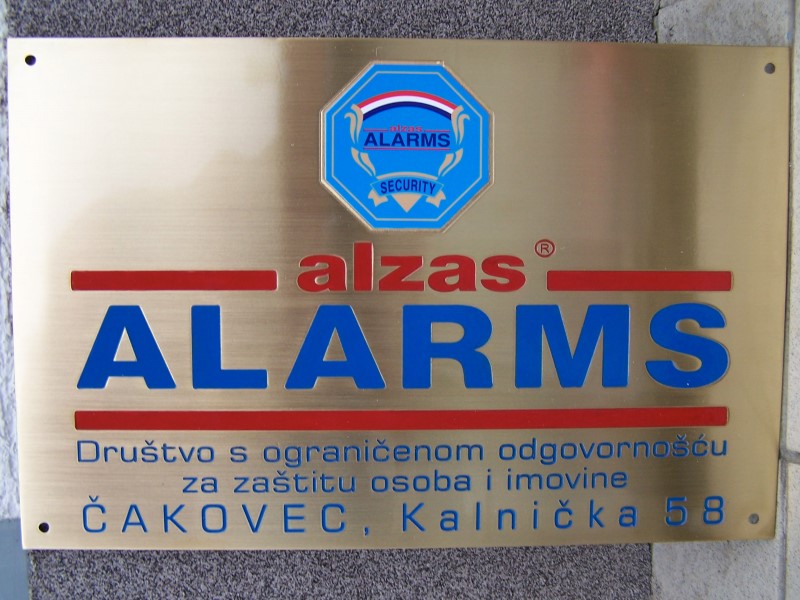 alzas
ALARMS
SECURITY
alzas ®
ALARMS
Društvo s ograničenom odgovornošću
za zaštitu osoba i imovine
ČAKOVEC, Kalnička 58